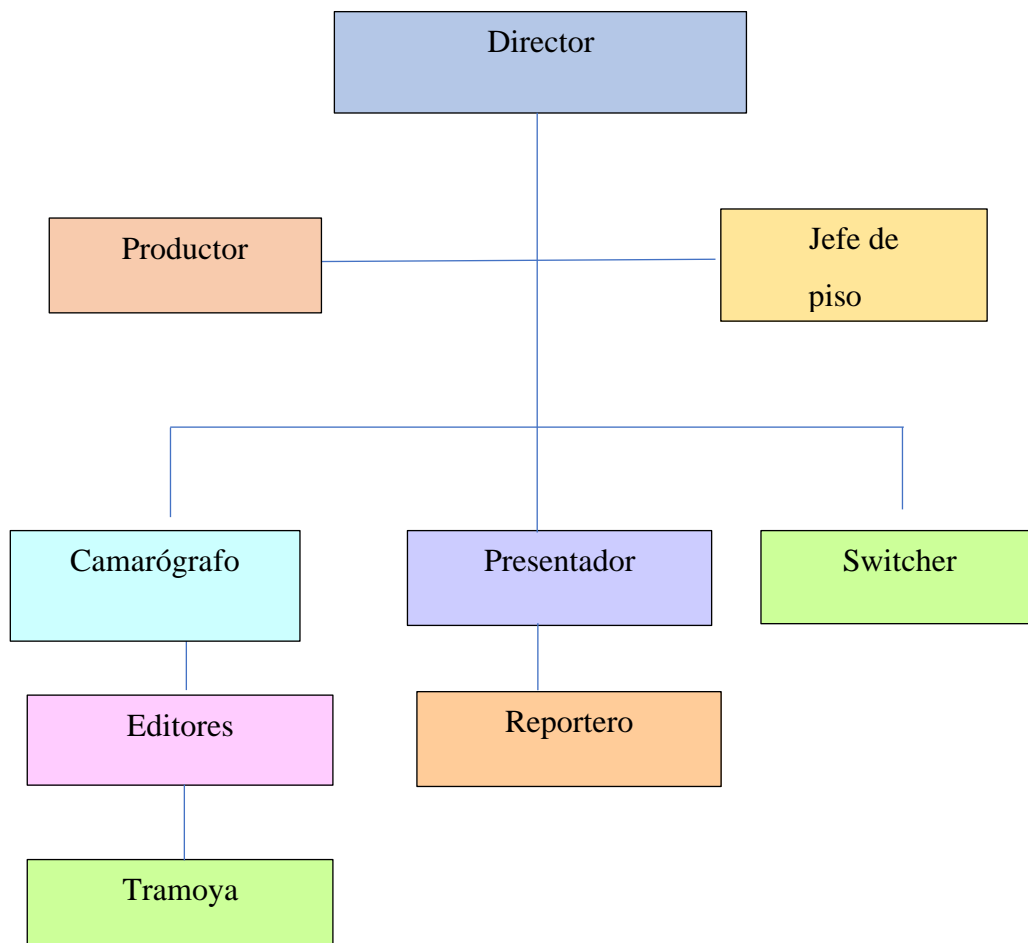 Director
Productor
Jefe de
piso
Camarógrafo
Presentador
Switcher
Editores
Reportero
Tramoya